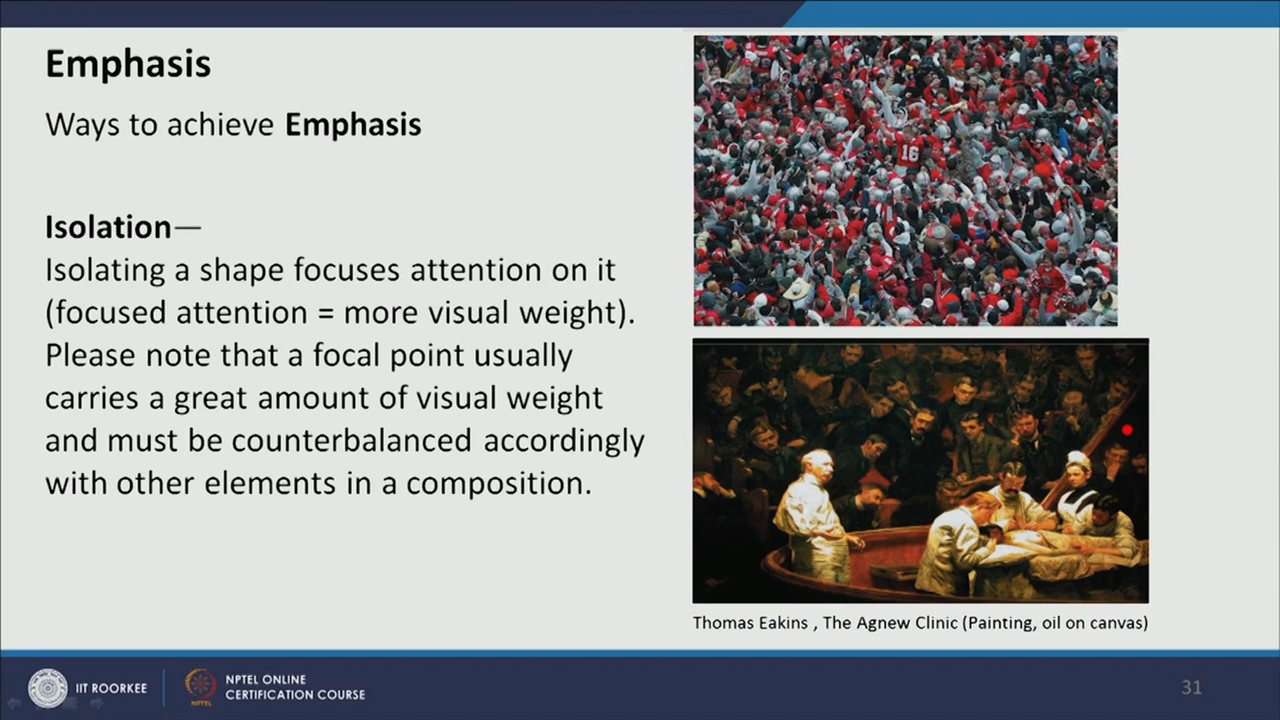 Emphasis
Ways to achieve Emphasis
Isolation—
Isolating a shape focuses attention on it
(focused attention = more visual weight).
Please note that a focal point usually
carries a great amount of visual weight
and must be counterbalanced accordingly
with other elements in a composition.
16
Thomas Eakins , The Agnew Clinic (Painting, oil on canvas)
IIT ROORKEE
NPTEL
NPTEL ONLINE
CERTIFICATION COURSE
31